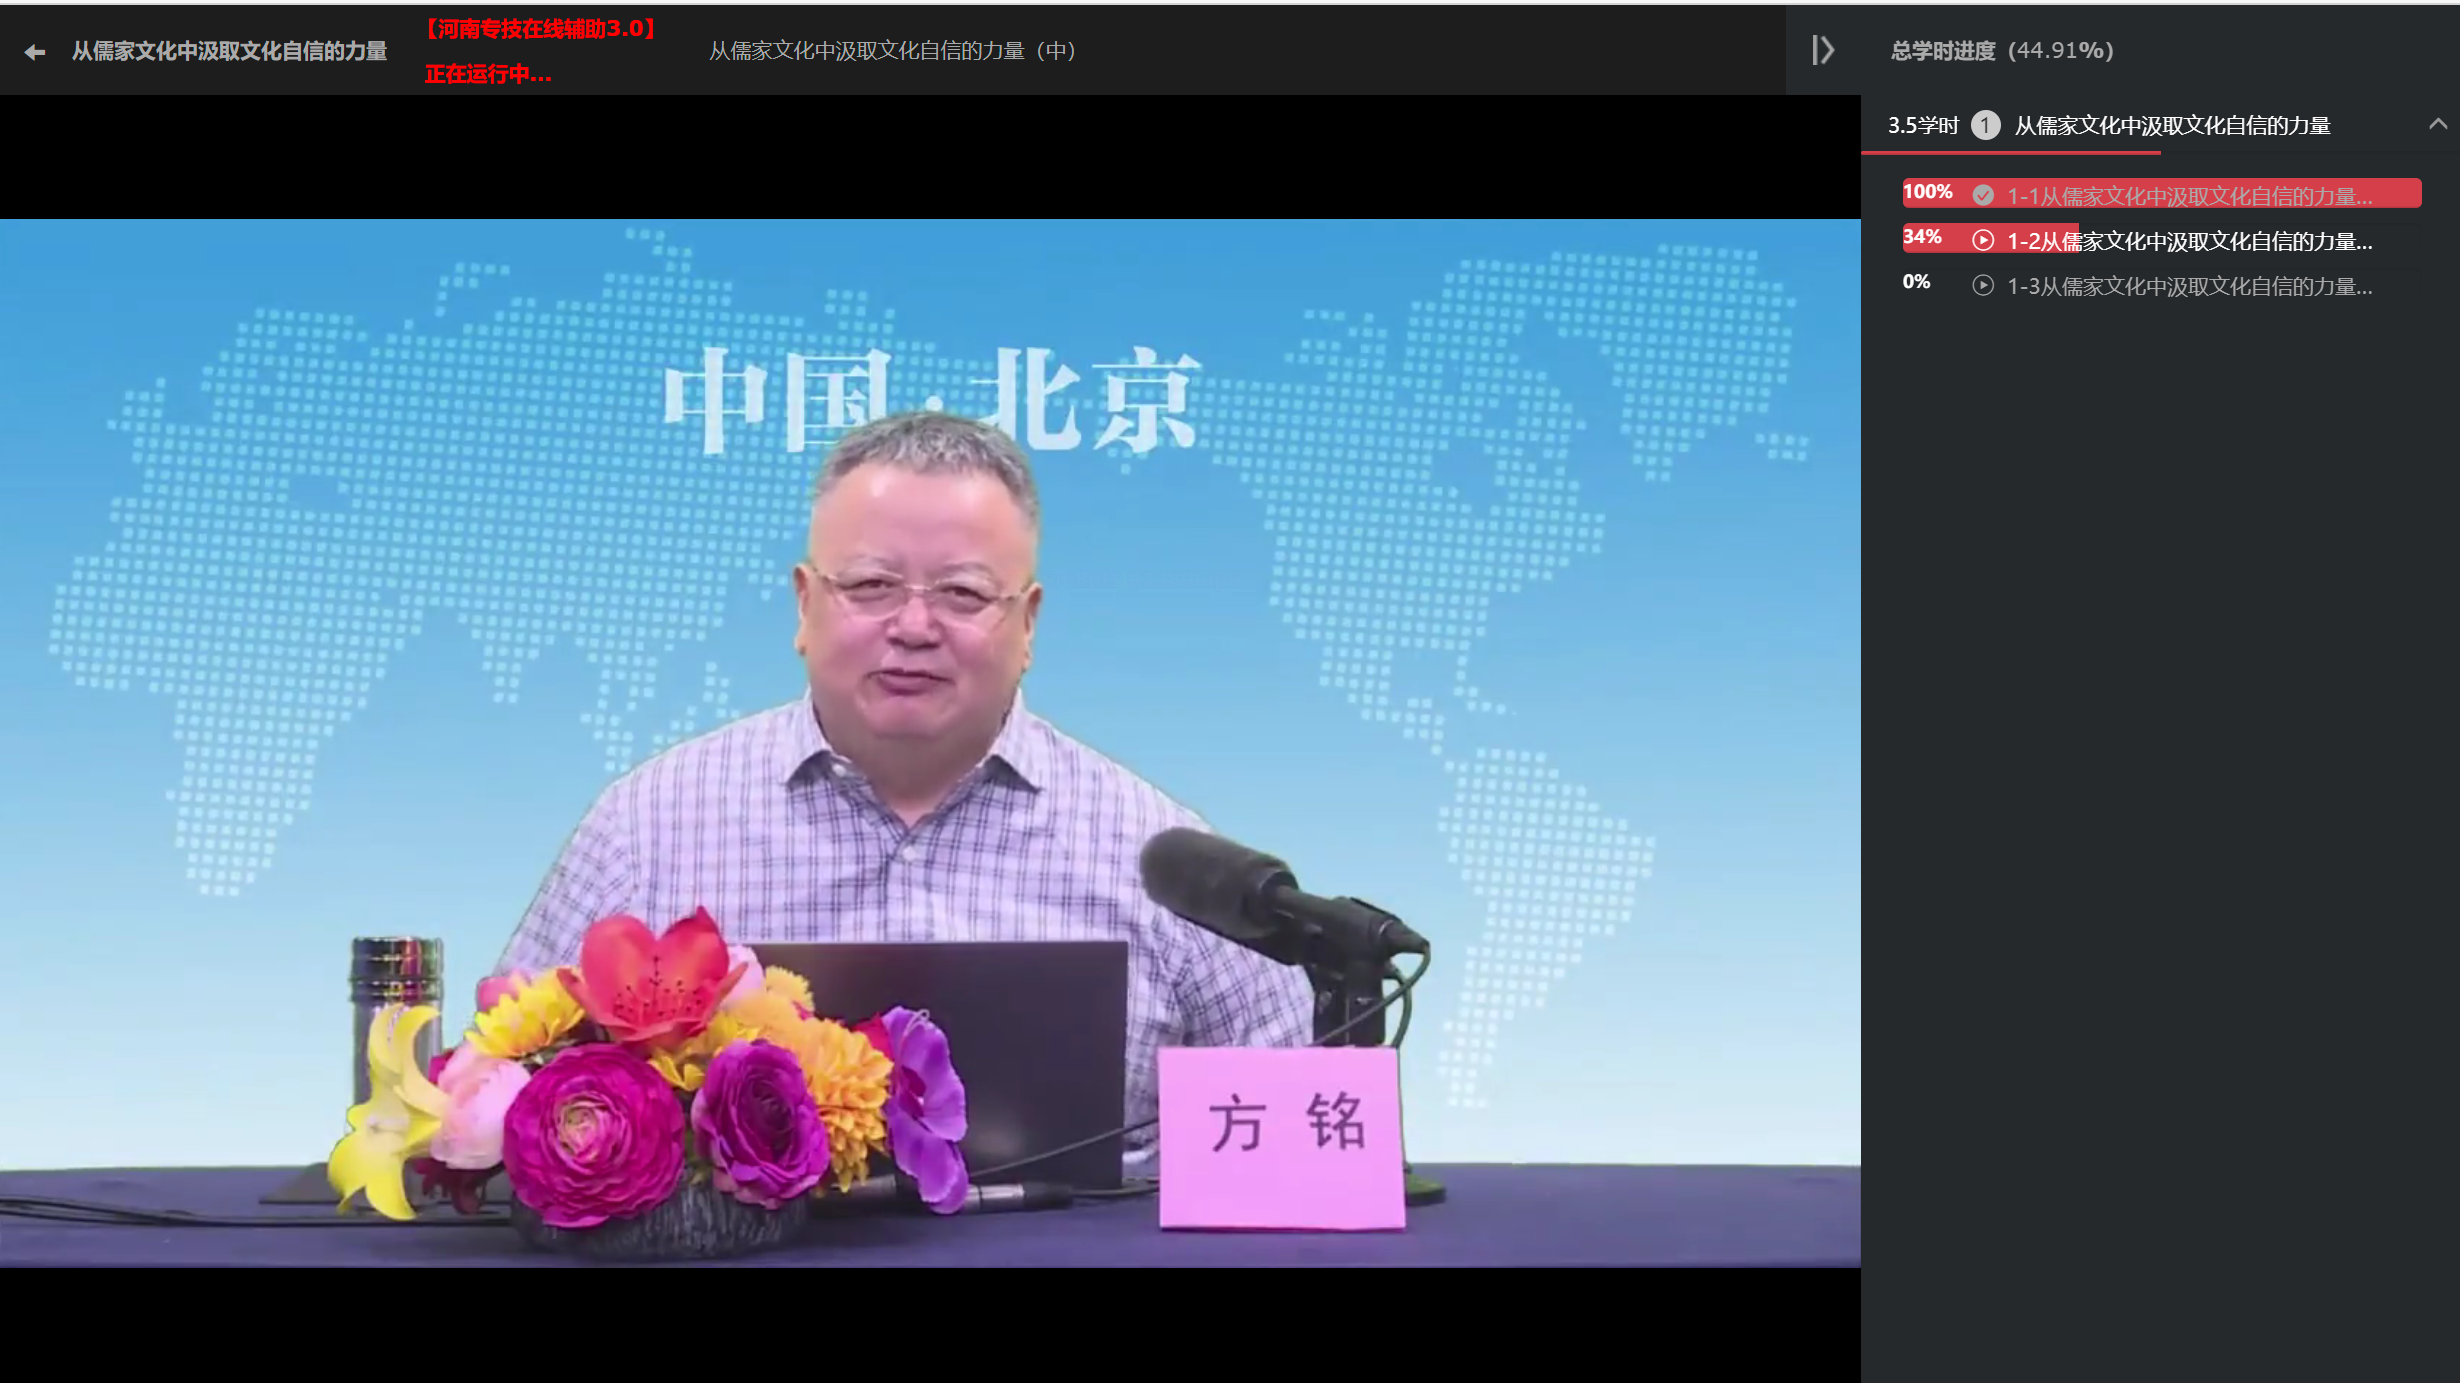 从儒家文化中汲取文化自信的力量
【河南专技在线辅助3.0】
正在运行中...
从儒家文化中汲取文化自信的力量（中）
总学时进度（44.91%）
3.5学时 1 从儒家文化中汲取文化自信的力量
100% 1-1从儒家文化中汲取文化自信的力量...
34% 1-2从儒家文化中汲取文化自信的力量...
0% 1-3从儒家文化中汲取文化自信的力量...
中国·北京
方 铭